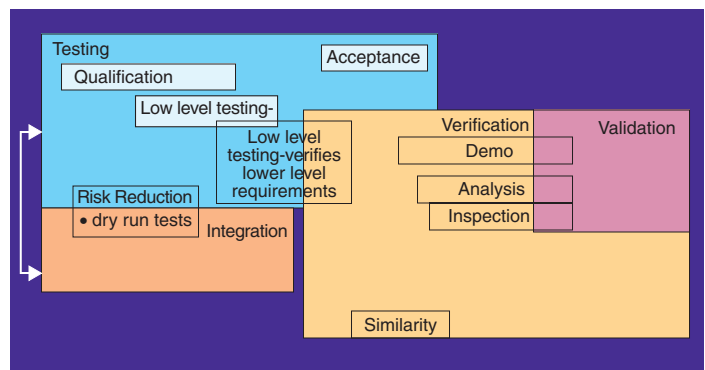 Testing
Acceptance
Qualification
Low level testing-
Low level
testing-verifies
lower level
requirements
Verification
Validation
Demo
Analysis
Inspection
Risk Reduction
• dry run tests
Integration
Similarity